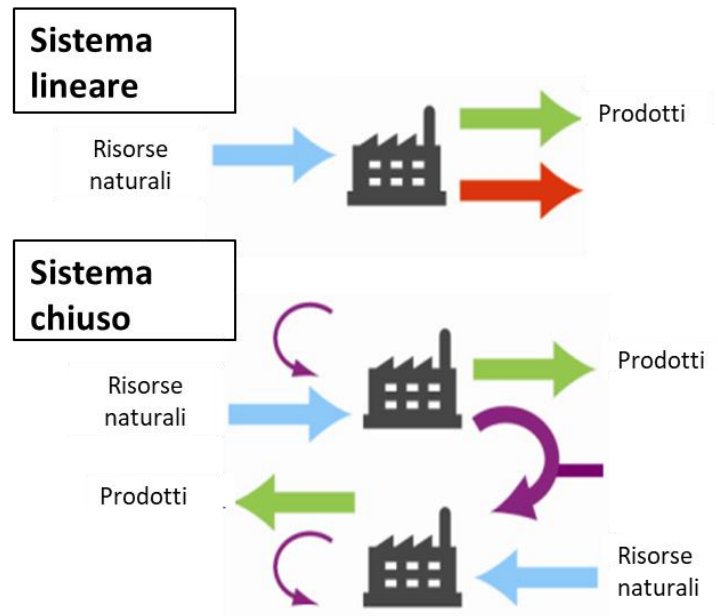 Sistema
lineare
Prodotti
Risorse
naturali
Sistema
chiuso
Prodotti
Risorse
naturali
Prodotti
Risorse
naturali